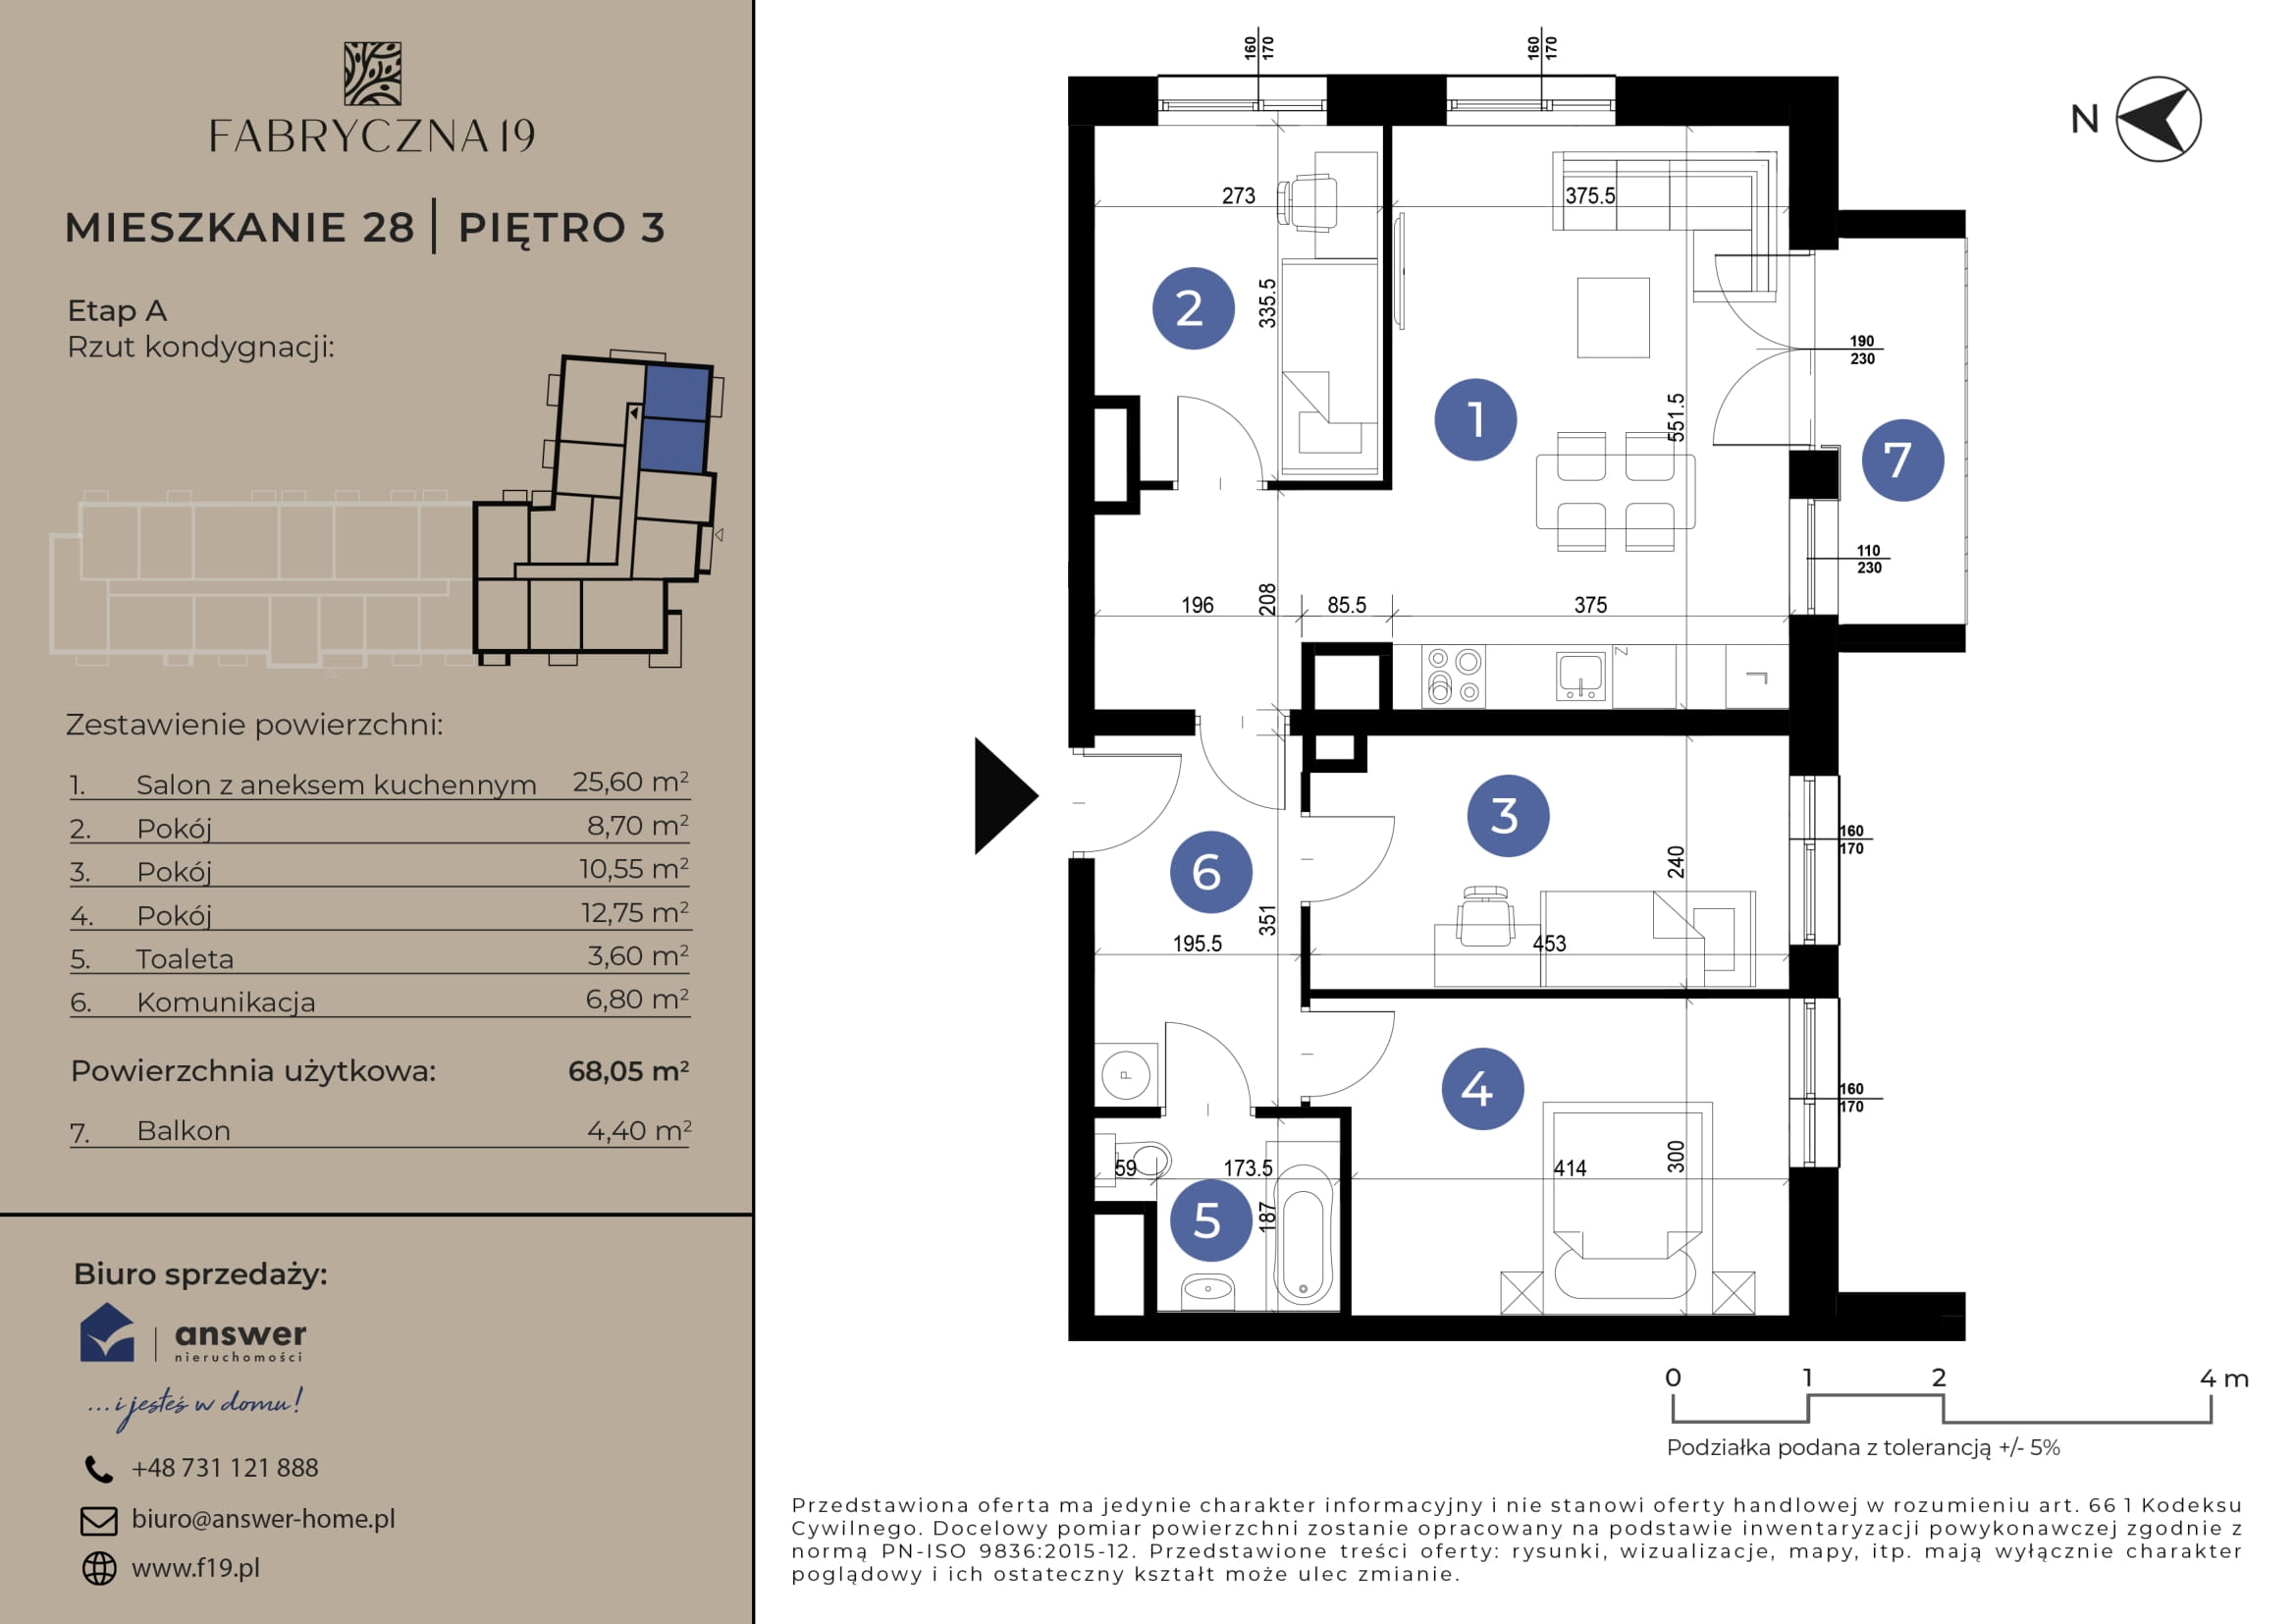 FABRYCZNA 19
MIESZKANIE 28 | PIĘTRO 3
Etap A
Rzut kondygnacji:
Zestawienie powierzchni:
1. Salon z aneksem kuchennym 25,60 m²
2. Pokój 8,70 m²
3. Pokój 10,55 m²
4. Pokój 12,75 m²
5. Toaleta 3,60 m²
6. Komunikacja 6,80 m²
Powierzchnia użytkowa: 68,05 m²
7. Balkon 4,40 m²
Biuro sprzedaży:
answer
nieruchomości
...i jesteś w domu!
+48 731 121 888
biuro@answer-home.pl
www.f19.pl
160
170
160
170
N
273
375.5
2
335.5
190
230
1
551.5
7
110
230
196
208
85.5
375
Z
L
3
160
170
6
240
351
195.5
453
P
4
160
170
59
173.5
414
300
5
187
0 1 2 4 m
Podziałka podana z tolerancją +/- 5%
Przedstawiona oferta ma jedynie charakter informacyjny i nie stanowi oferty handlowej w rozumieniu art. 66 1 Kodeksu
Cywilnego. Docelowy pomiar powierzchni zostanie opracowany na podstawie inwentaryzacji powykonawczej zgodnie z
normą PN-ISO 9836:2015-12. Przedstawione treści oferty: rysunki, wizualizacje, mapy, itp. mają wyłącznie charakter
poglądowy i ich ostateczny kształt może ulec zmianie.